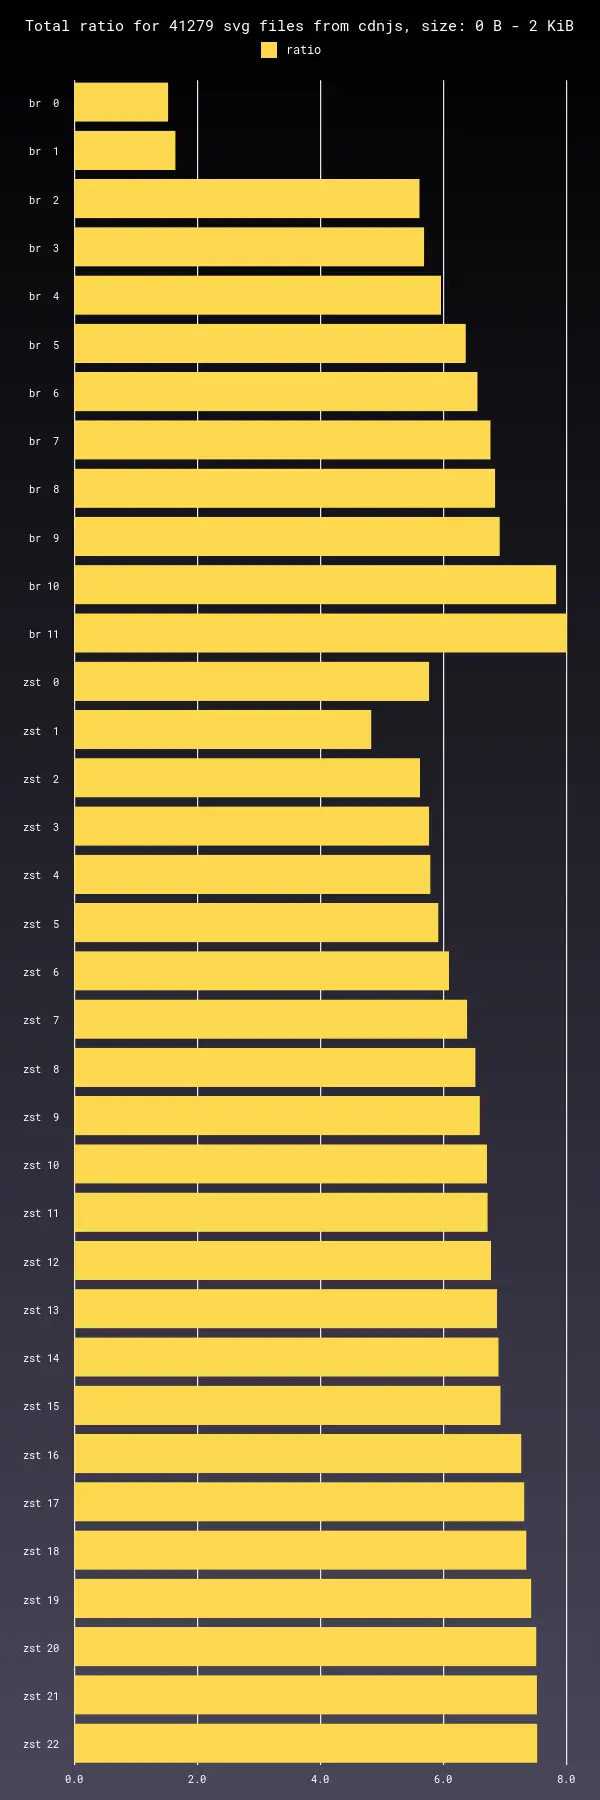 Total ratio for 41279 svg files from cdnjs, size: 0 B - 2 KiB
ratio
br 0
br 1
br 2
br 3
br 4
br 5
br 6
br 7
br 8
br 9
br 10
br 11
zst 0
zst 1
zst 2
zst 3
zst 4
zst 5
zst 6
zst 7
zst 8
zst 9
zst 10
zst 11
zst 12
zst 13
zst 14
zst 15
zst 16
zst 17
zst 18
zst 19
zst 20
zst 21
zst 22
0.0 2.0 4.0 6.0 8.0